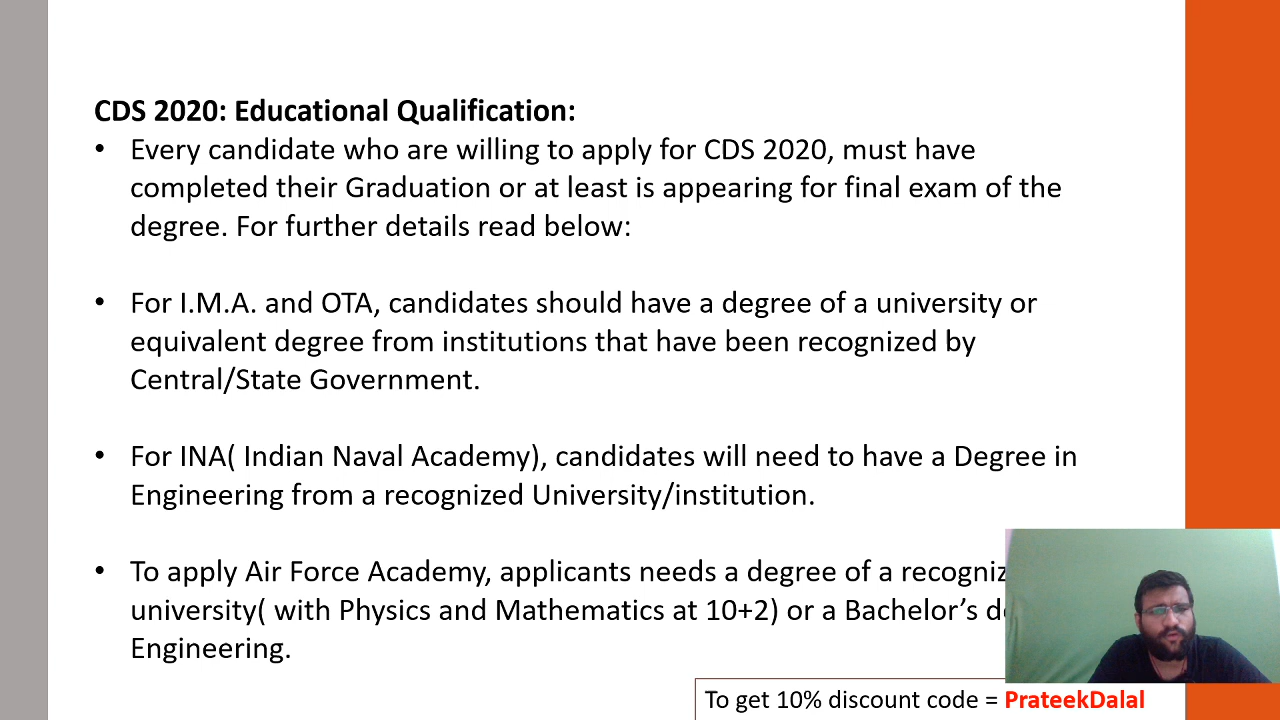 CDS 2020: Educational Qualification:
• Every candidate who are willing to apply for CDS 2020, must have
completed their Graduation or at least is appearing for final exam of the
degree. For further details read below:
• For I.M.A. and OTA, candidates should have a degree of a university or
equivalent degree from institutions that have been recognized by
Central/State Government.
• For INA( Indian Naval Academy), candidates will need to have a Degree in
Engineering from a recognized University/institution.
• To apply Air Force Academy, applicants needs a degree of a
university( with Physics and Mathematics at 10+2) or a Bachelor’s
Engineering.
To get 10% discount code = PrateekDalal